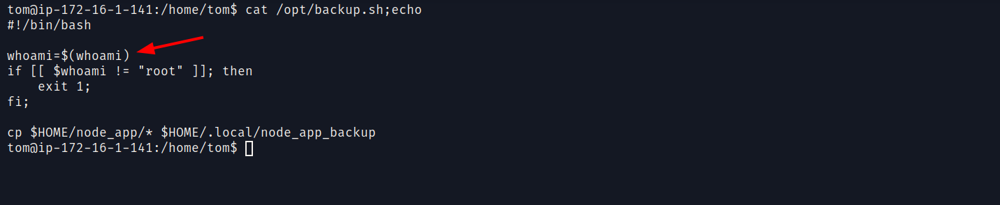 tom@ip-172-16-1-141:/home/tom$ cat /opt/backup.sh;echo
#!/bin/bash
whoami=$(whoami)
if [[ $whoami != "root" ]]; then
    exit 1;
fi;
cp $HOME/node_app/* $HOME/.local/node_app_backup
tom@ip-172-16-1-141:/home/tom$